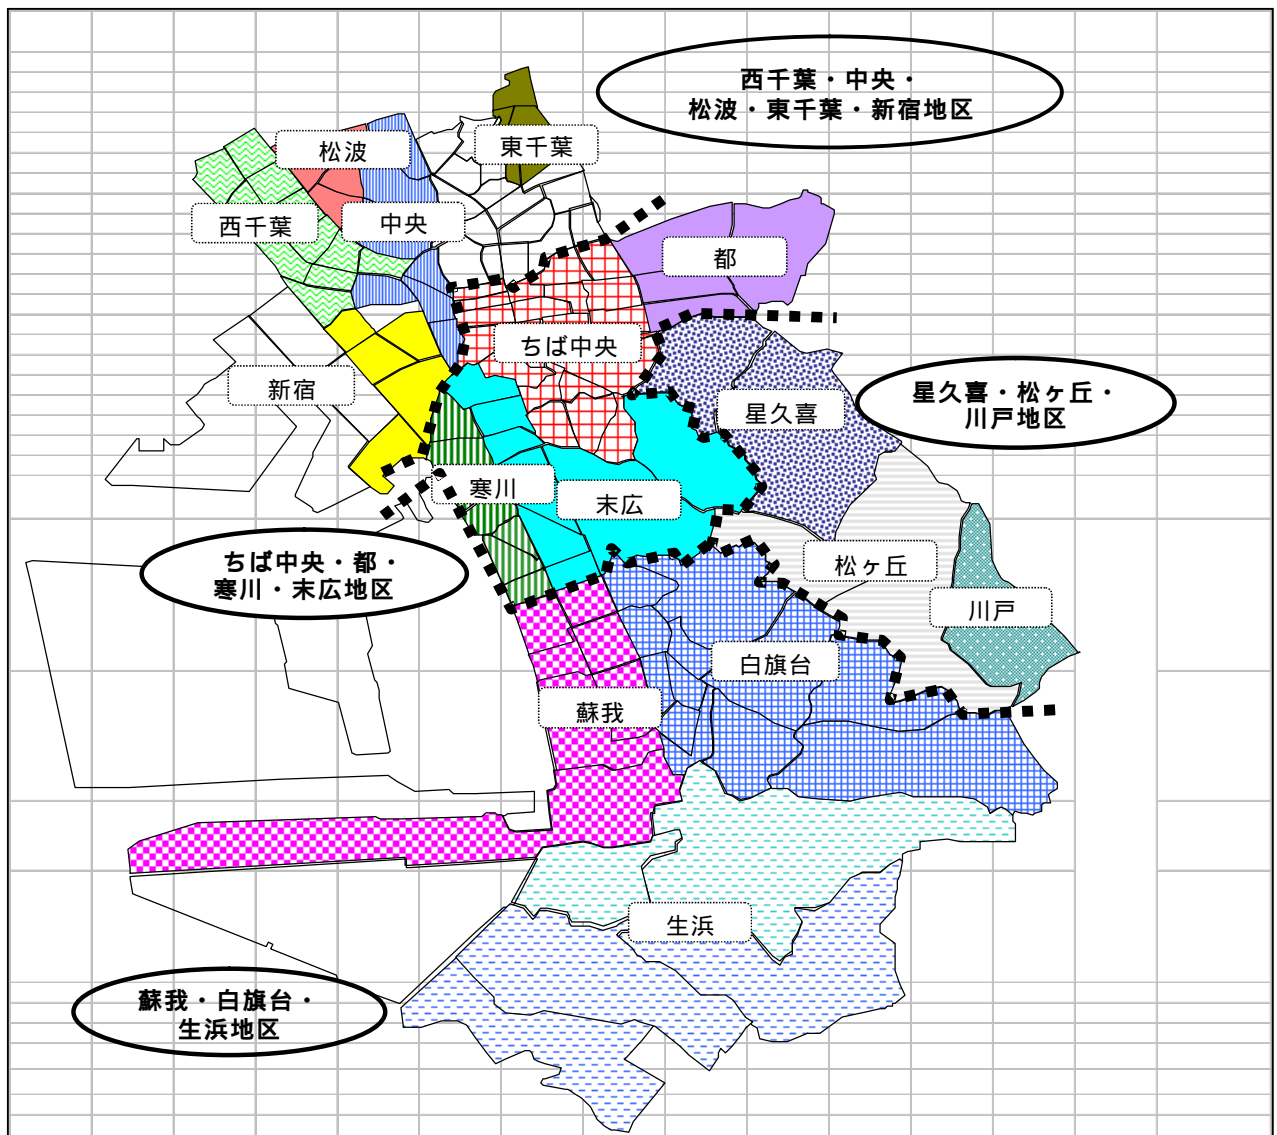 西千葉・中央・
松波・東千葉・新宿地区
東千葉
松波
西千葉
中央
都
ちば中央
新宿
星久喜・松ヶ丘・
川戸地区
星久喜
寒川
末広
ちば中央・都・
寒川・末広地区
松ヶ丘
川戸
白旗台
蘇我
生浜
蘇我・白旗台・
生浜地区